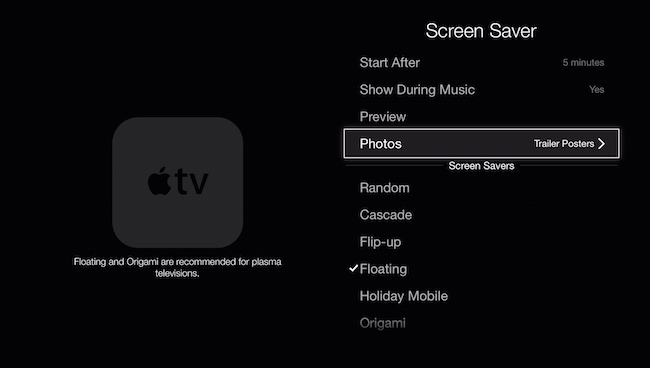 Screen Saver
Start After 5 minutes
Show During Music Yes
Preview
Photos Trailer Posters
Screen Savers
Random
Cascade
Flip-up
Floating
Holiday Mobile
Origami
tv
Floating and Origami are recommended for plasma
televisions.